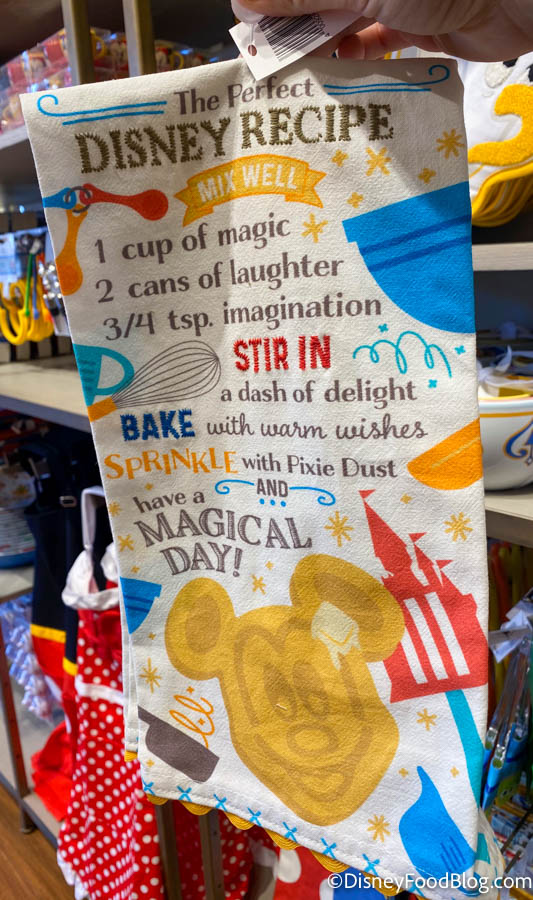 The Perfect
DISNEY RECIPE
MIX WELL
1 cup of magic
2 cans of laughter
3/4 tsp. imagination
STIR IN
a dash of delight
BAKE with warm wishes
SPRINKLE with Pixie Dust
AND
have a
MAGICAL
DAY!
©DisneyFoodBlog.com